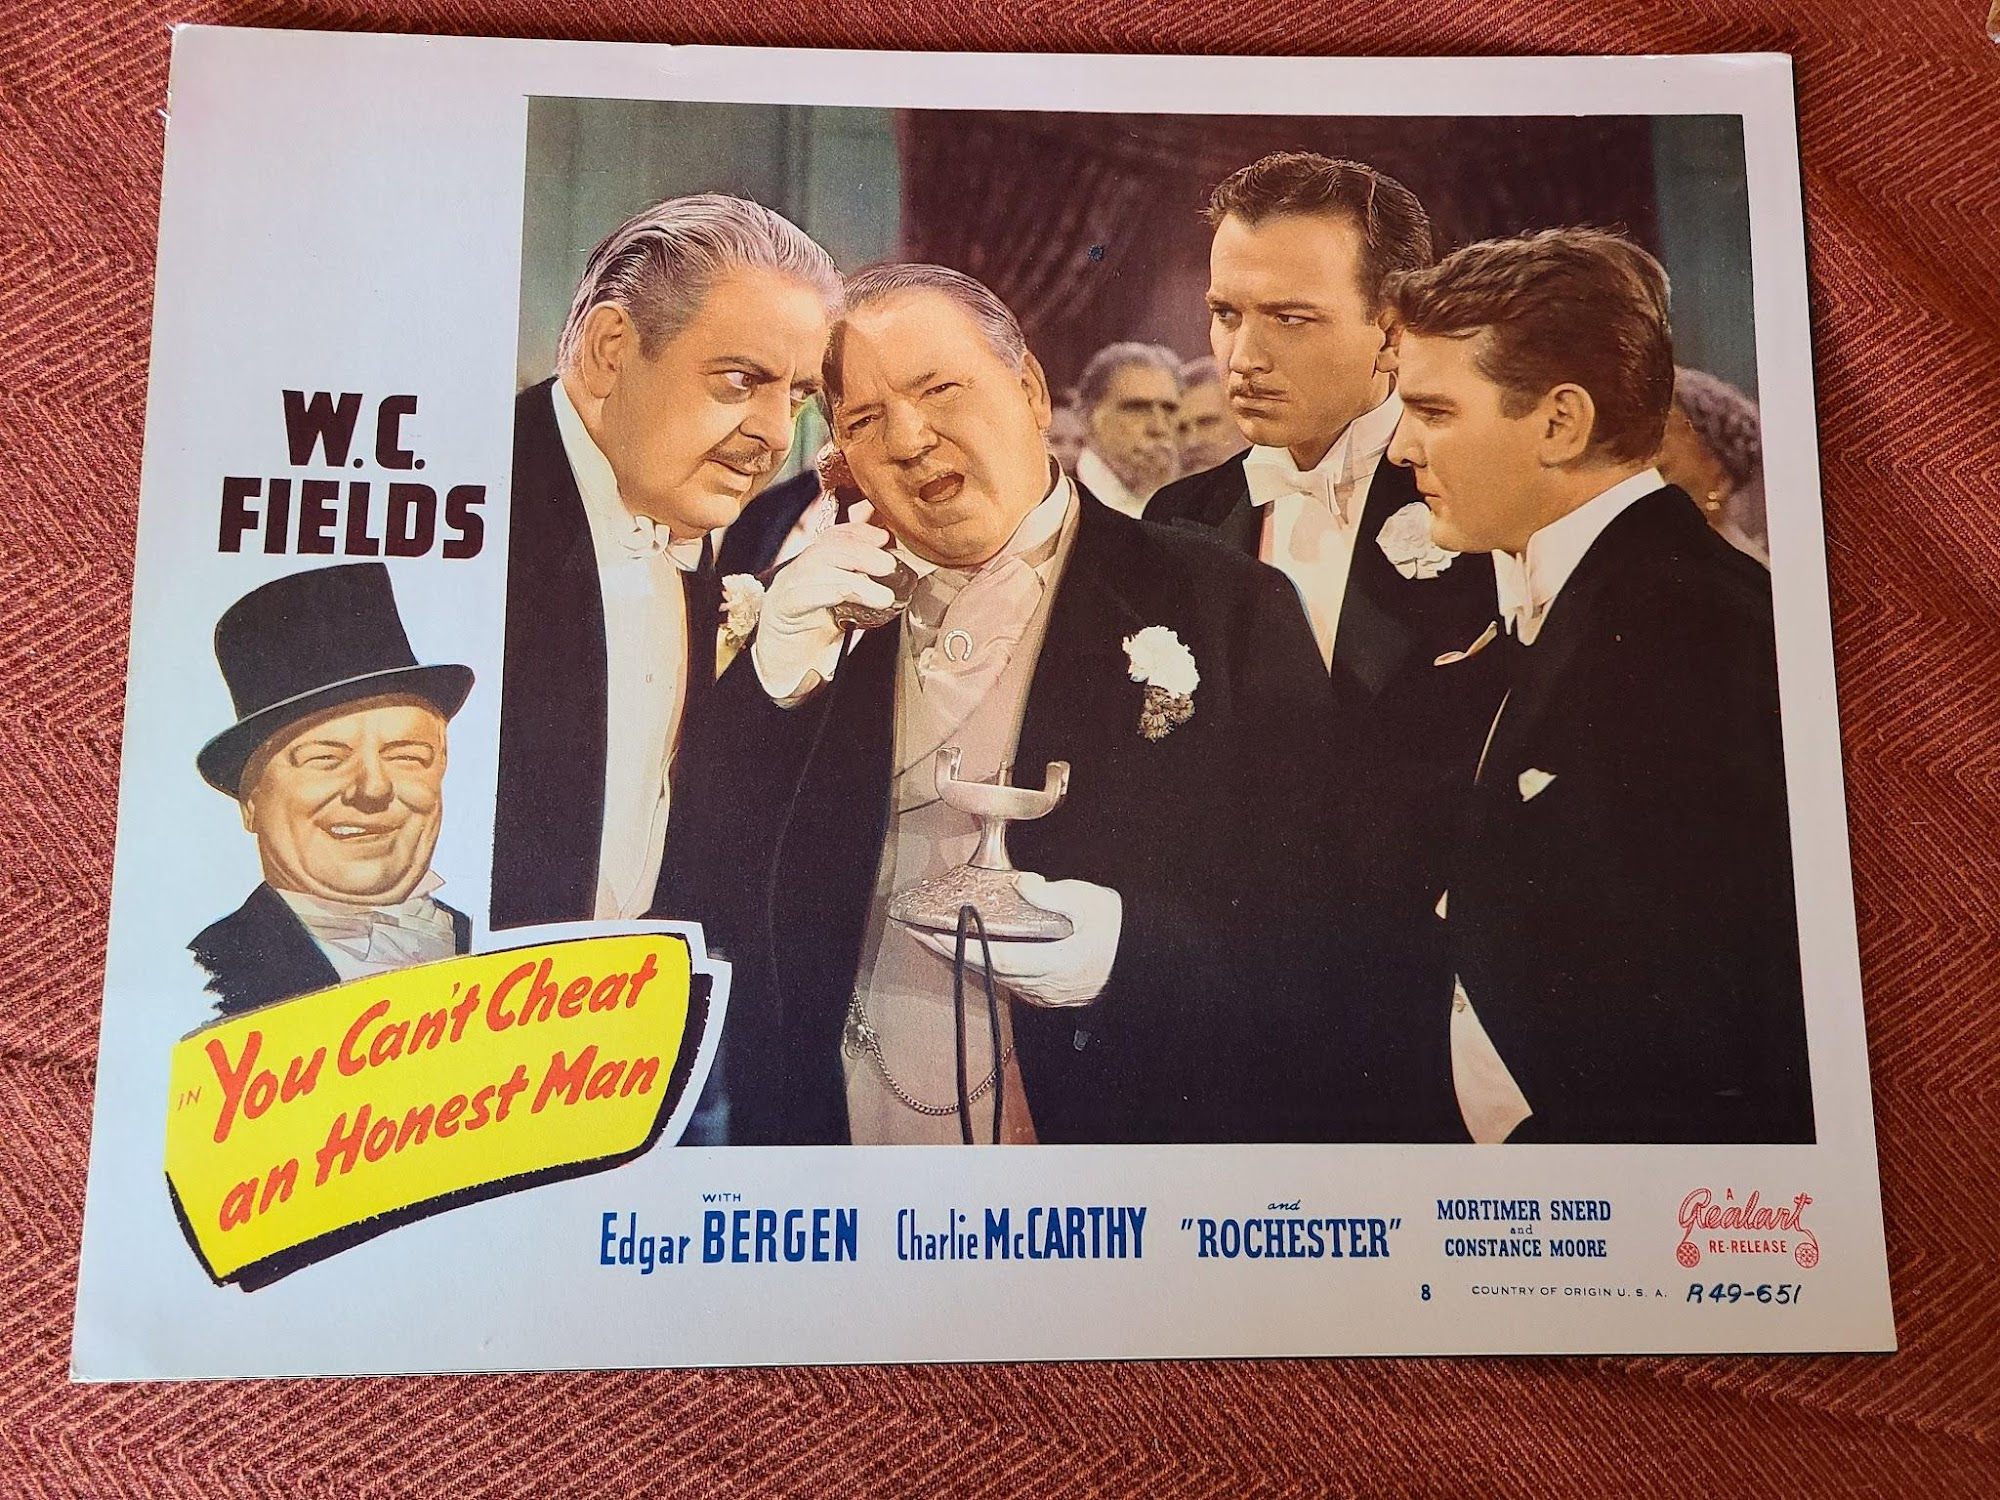 W.C.
FIELDS
IN You Can't Cheat
an Honest Man
WITH
Edgar BERGEN
Charlie McCARTHY
and
"ROCHESTER"
MORTIMER SNERD
and
CONSTANCE MOORE
A
Realart
RE-RELEASE
8
COUNTRY OF ORIGIN U. S. A.
R49-651